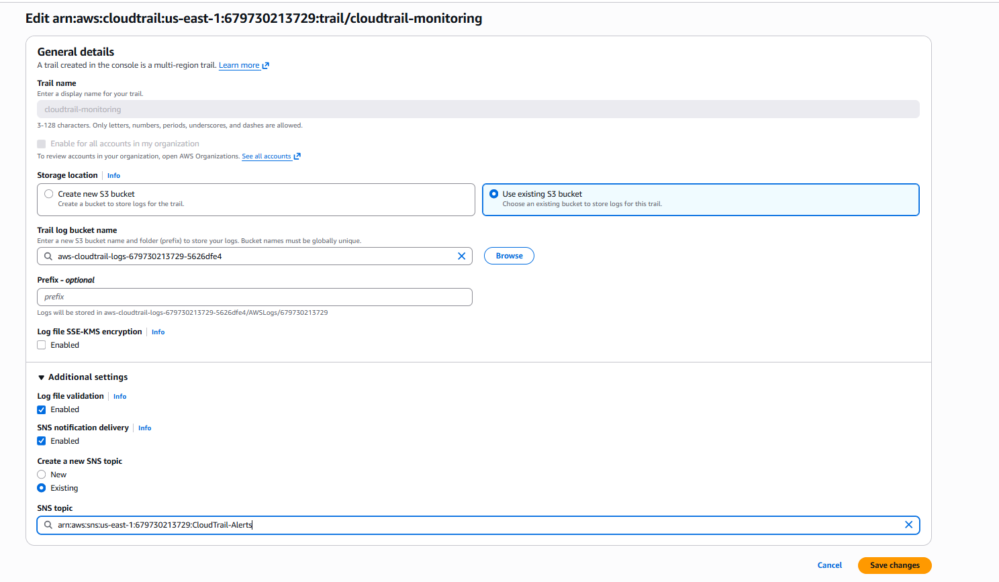 Edit arn:aws:cloudtrail:us-east-1:679730213729:trail/cloudtrail-monitoring
General details
A trail created in the console is a multi-region trail. Learn more
Trail name
Enter a display name for your trail.
cloudtrail-monitoring
3-128 characters. Only letters, numbers, periods, underscores, and dashes are allowed.
Enable for all accounts in my organization
To review accounts in your organization, open AWS Organizations. See all accounts
Storage location Info
Create new S3 bucket
Create a bucket to store logs for the trail.
Use existing S3 bucket
Choose an existing bucket to store logs for this trail.
Trail log bucket name
Enter a new S3 bucket name and folder (prefix) to store your logs. Bucket names must be globally unique.
aws-cloudtrail-logs-679730213729-5626dfe4
Browse
Prefix - optional
prefix
Logs will be stored in aws-cloudtrail-logs-679730213729-5626dfe4/AWSLogs/679730213729
Log file SSE-KMS encryption Info
Enabled
Additional settings
Log file validation Info
Enabled
SNS notification delivery Info
Enabled
Create a new SNS topic
New
Existing
SNS topic
arn:aws:sns:us-east-1:679730213729:CloudTrail-Alerts
Cancel
Save changes